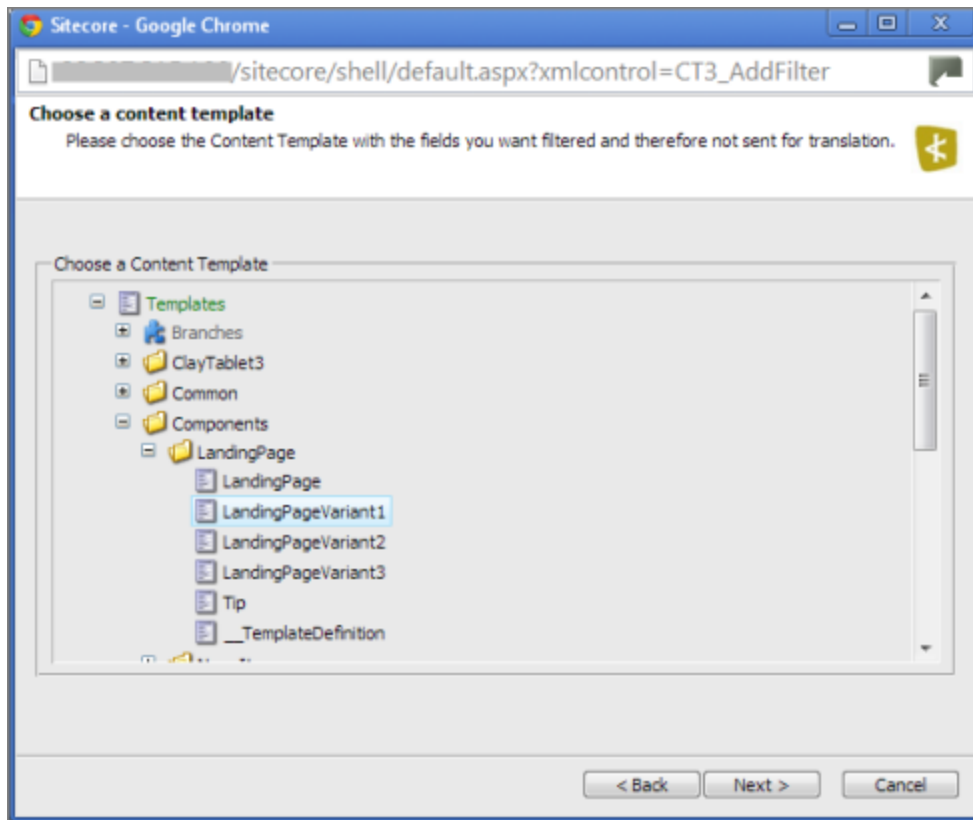 Sitecore - Google Chrome
/sitecore/shell/default.aspx?xmlcontrol=CT3_AddFilter
Choose a content template
Please choose the Content Template with the fields you want filtered and therefore not sent for translation.
Choose a Content Template
Templates
Branches
ClayTablet3
Common
Components
LandingPage
LandingPage
LandingPageVariant1
LandingPageVariant2
LandingPageVariant3
Tip
__TemplateDefinition
< Back
Next >
Cancel